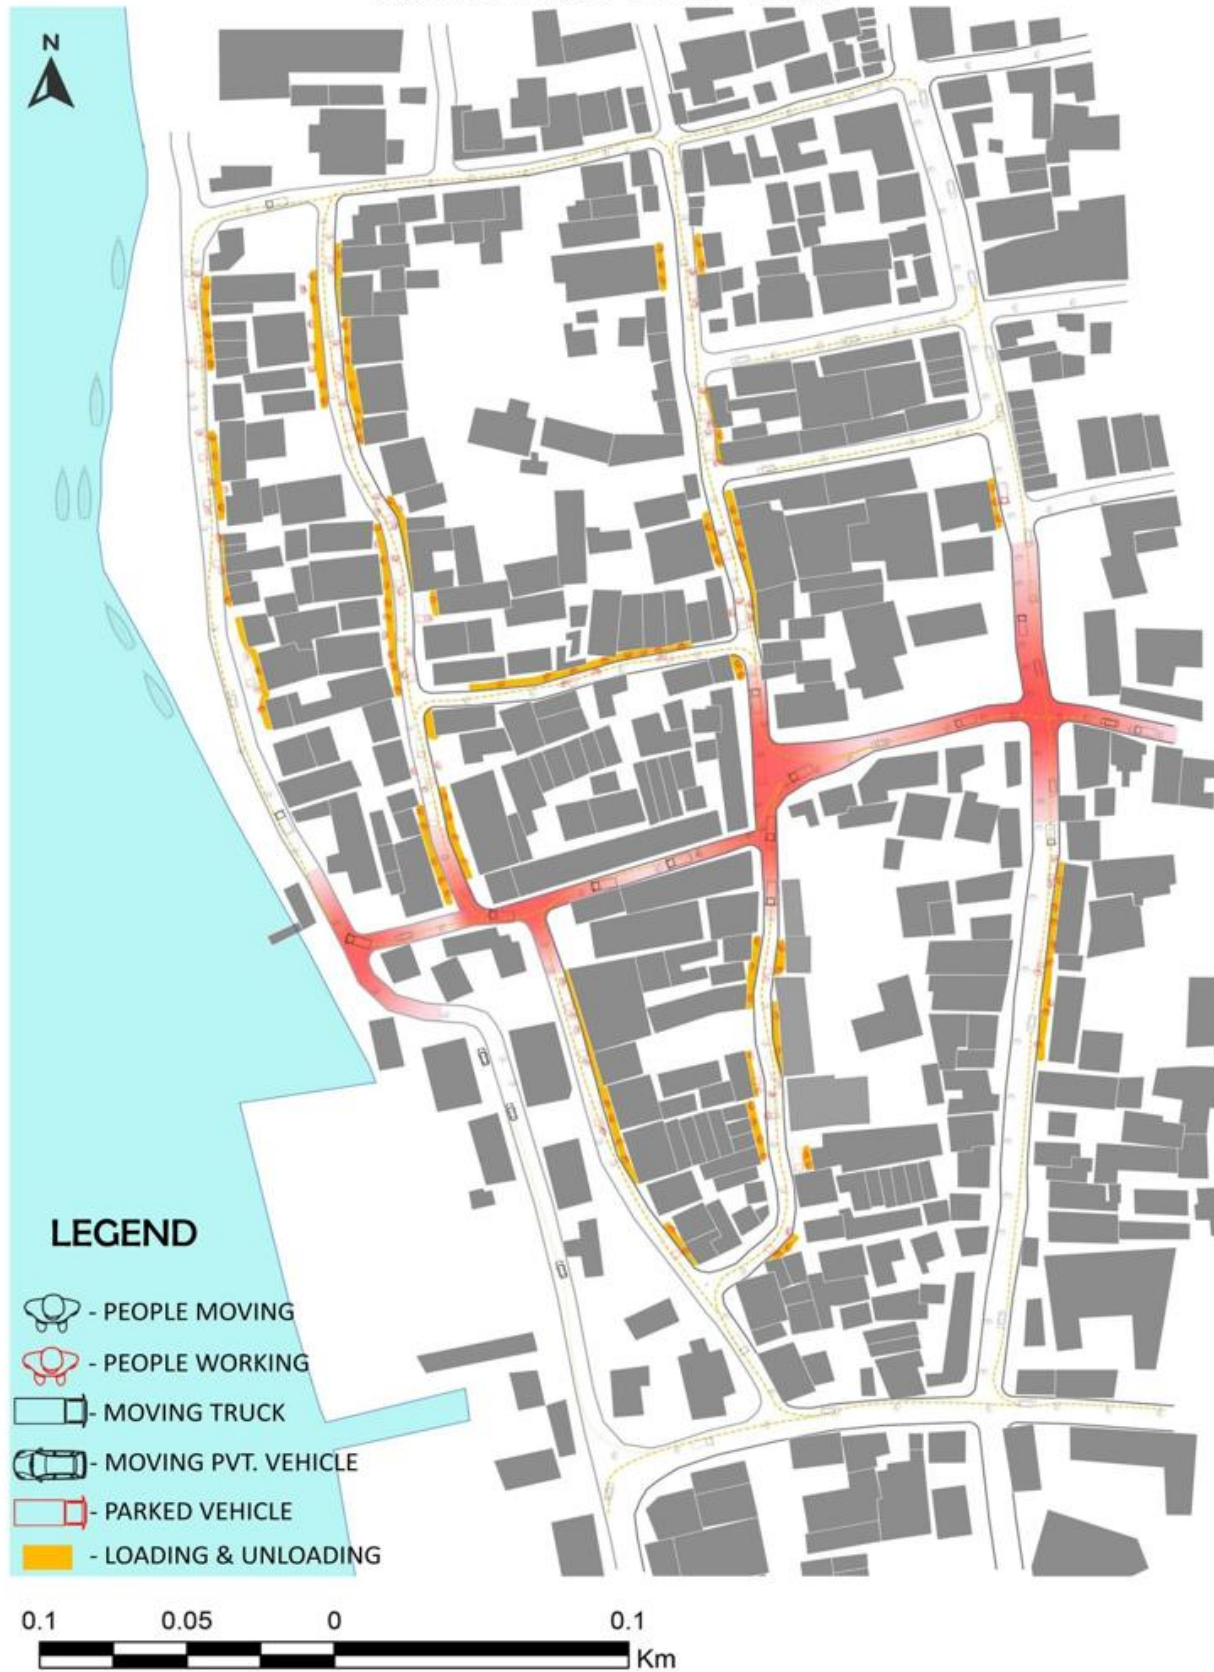 N
LEGEND
- PEOPLE MOVING
- PEOPLE WORKING
- MOVING TRUCK
- MOVING PVT. VEHICLE
- PARKED VEHICLE
- LOADING & UNLOADING
0.1 0.05 0 0.1
Km